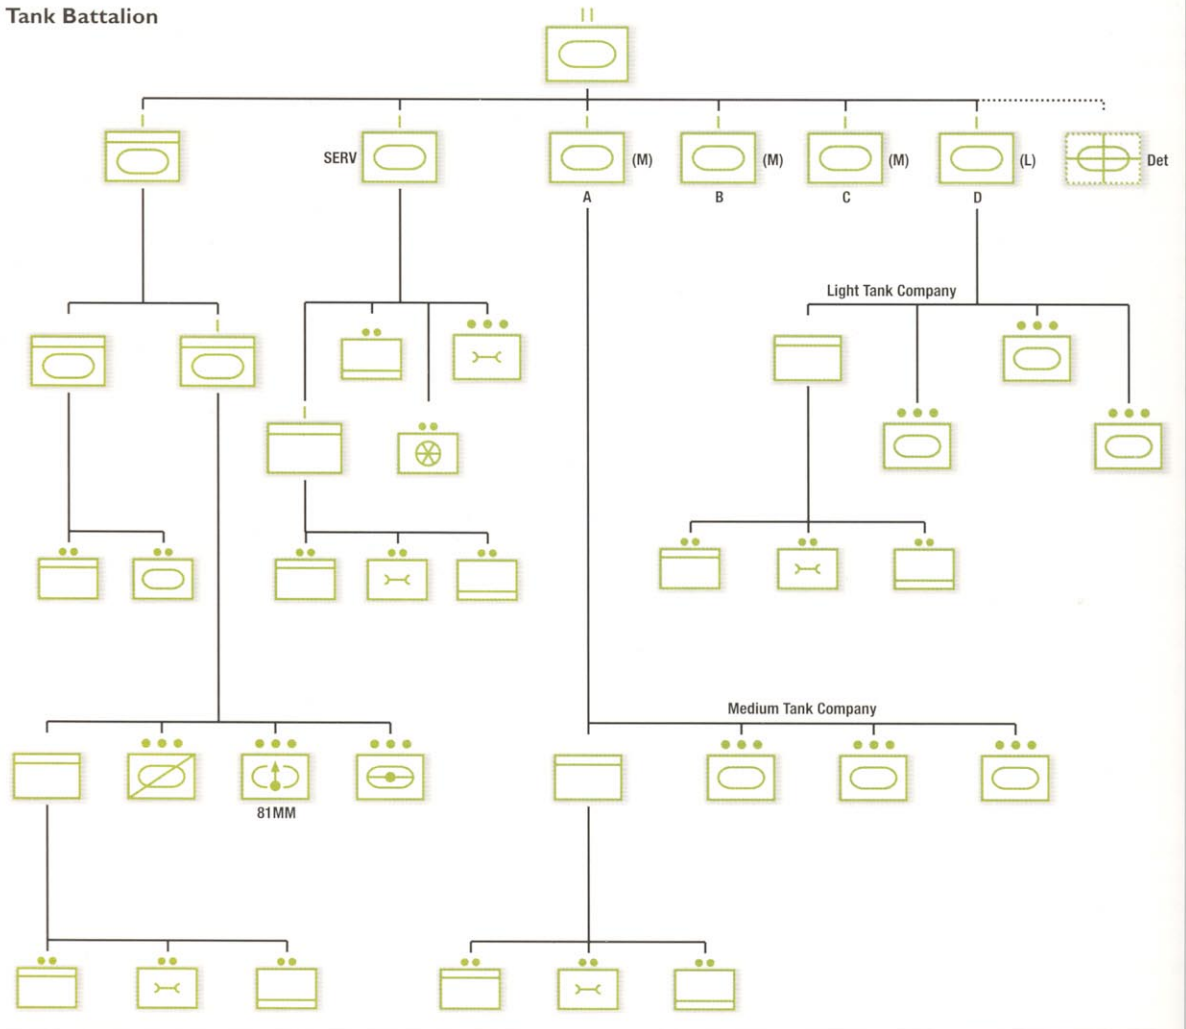 Tank Battalion
SERV
(M)
(M)
(M)
(L)
Det
A
B
C
D
Light Tank Company
Medium Tank Company
81MM